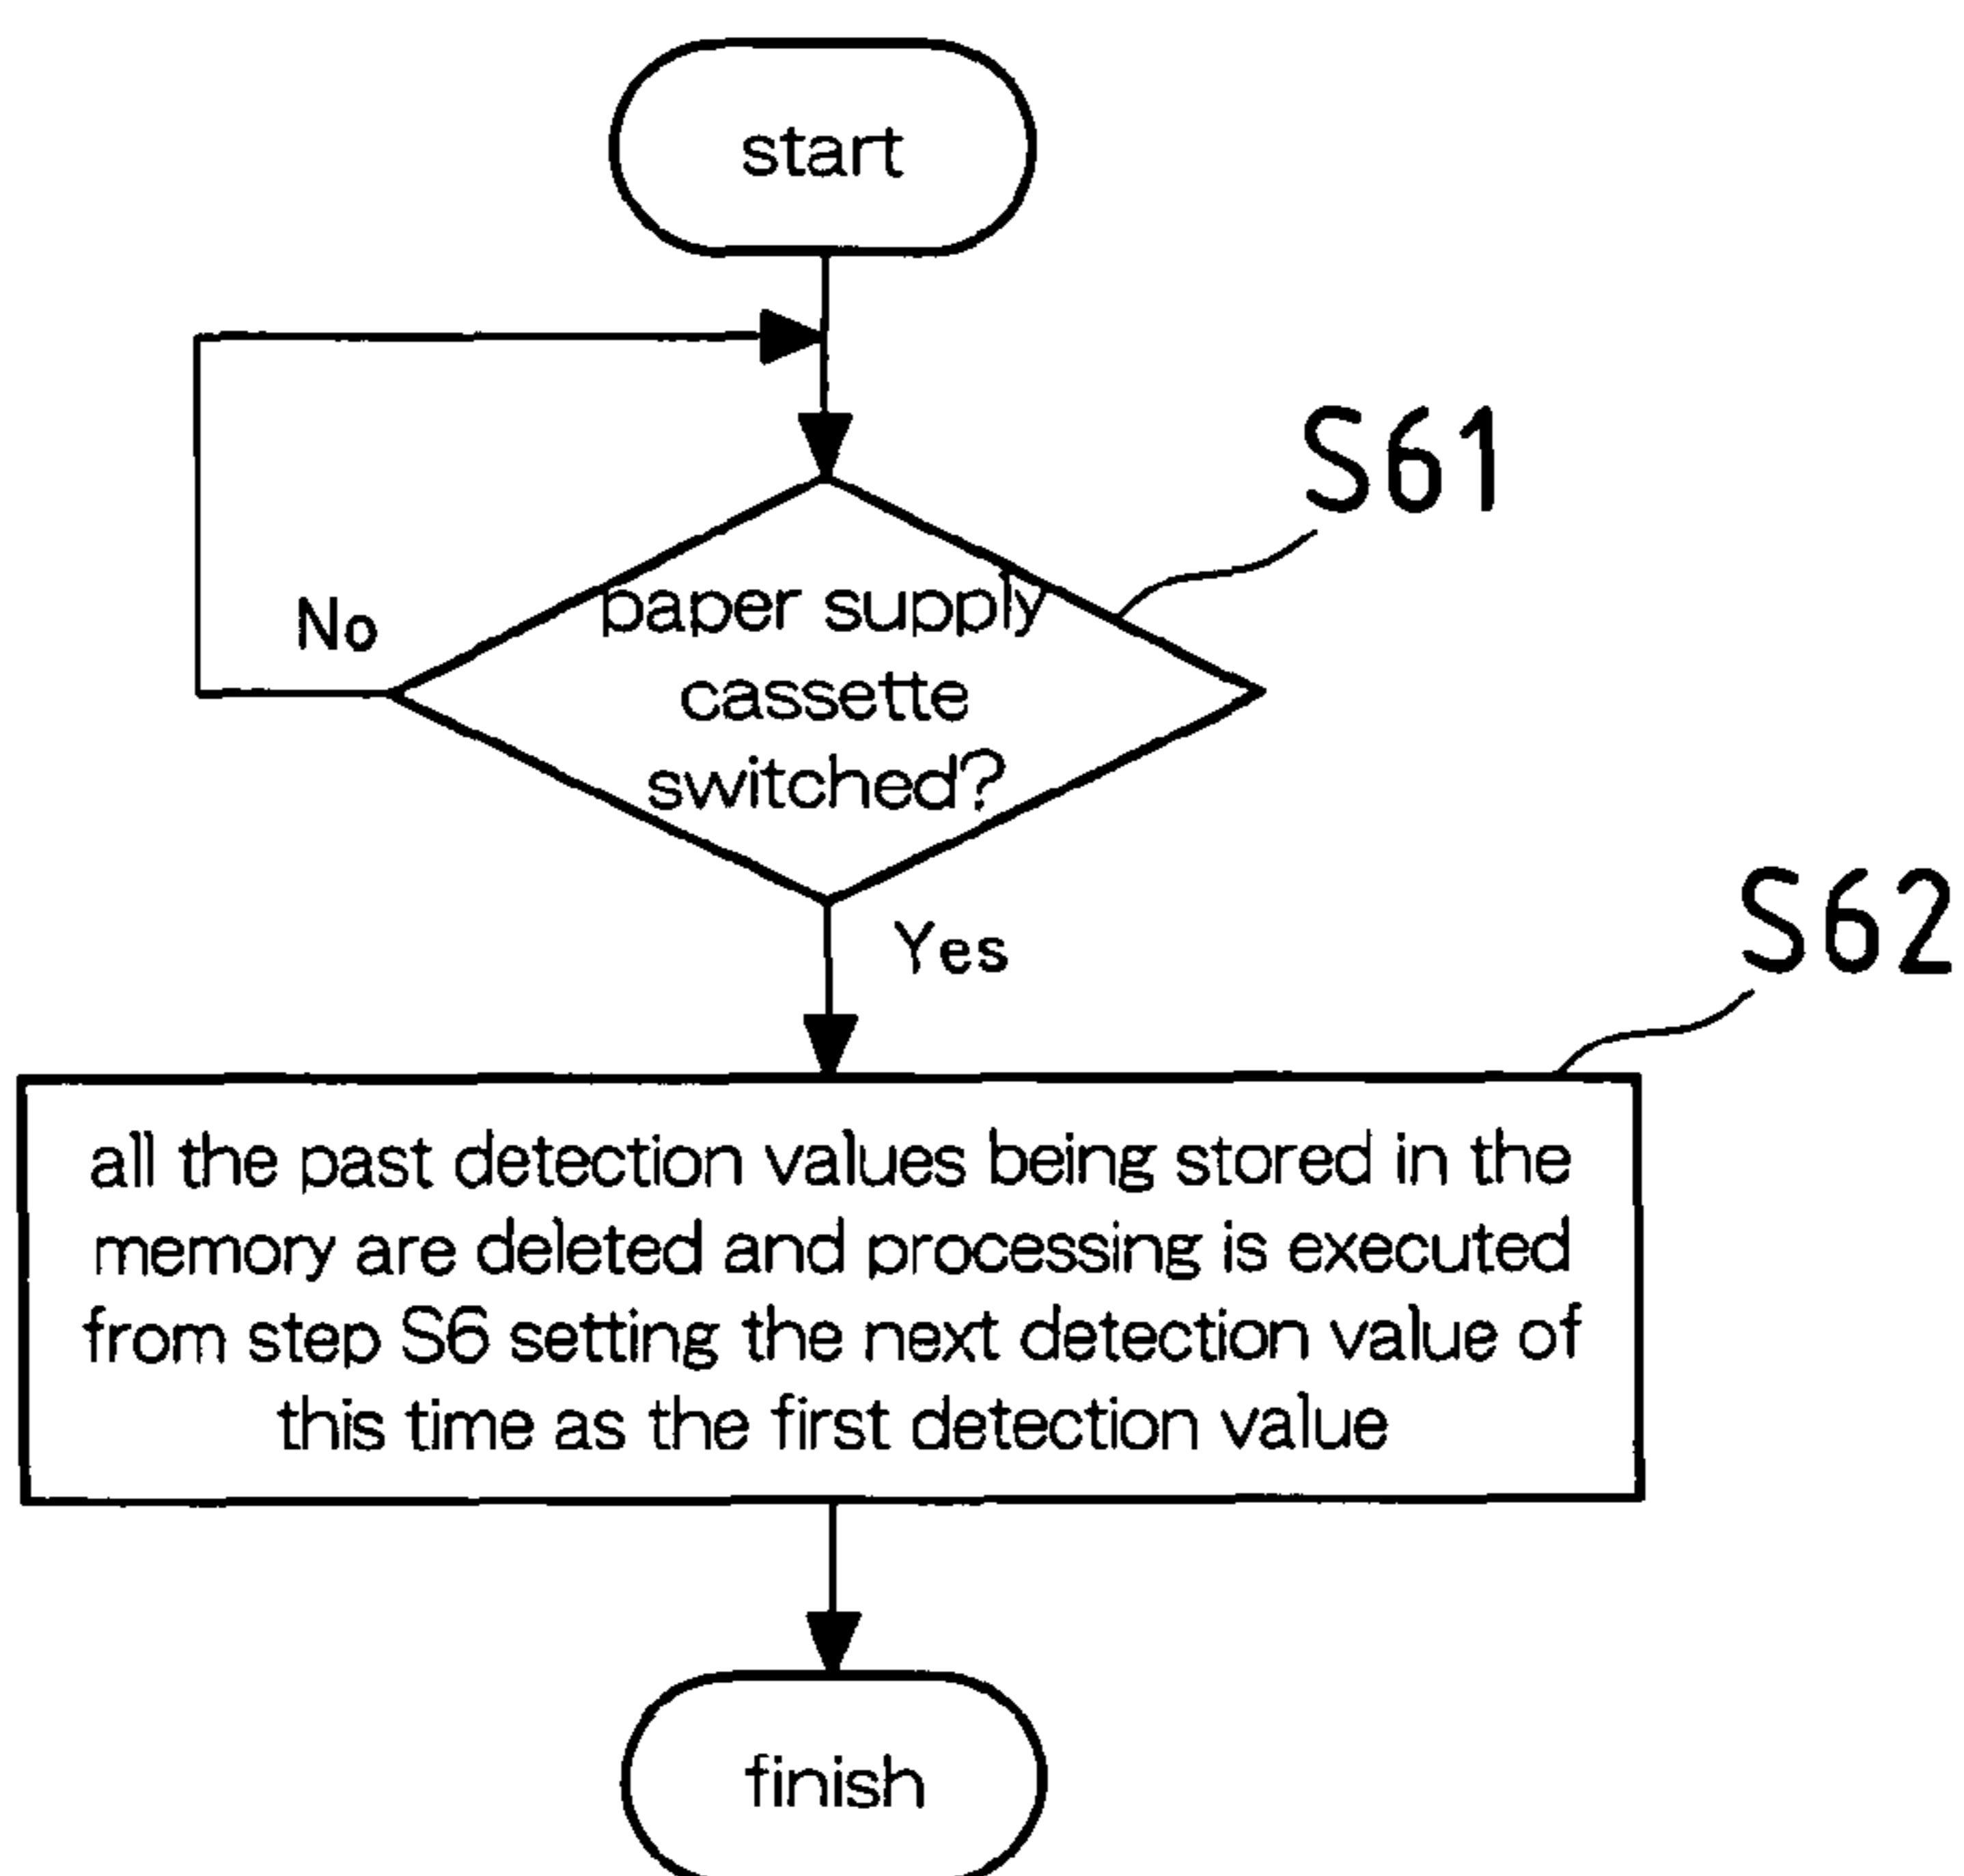 start
S61
No
paper supply
cassette
switched?
Yes
S62
all the past detection values being stored in the
memory are deleted and processing is executed
from step S6 setting the next detection value of
this time as the first detection value
finish